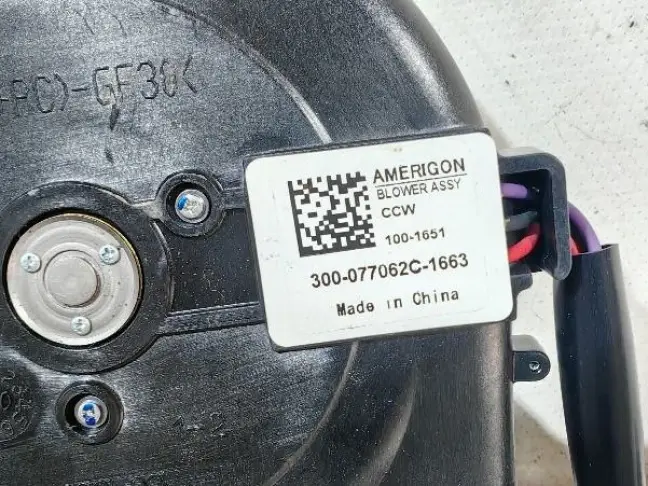 -PC)-GF30<
AMERIGON
BLOWER ASSY
CCW
100-1651
300-077062C-1663
Made in China